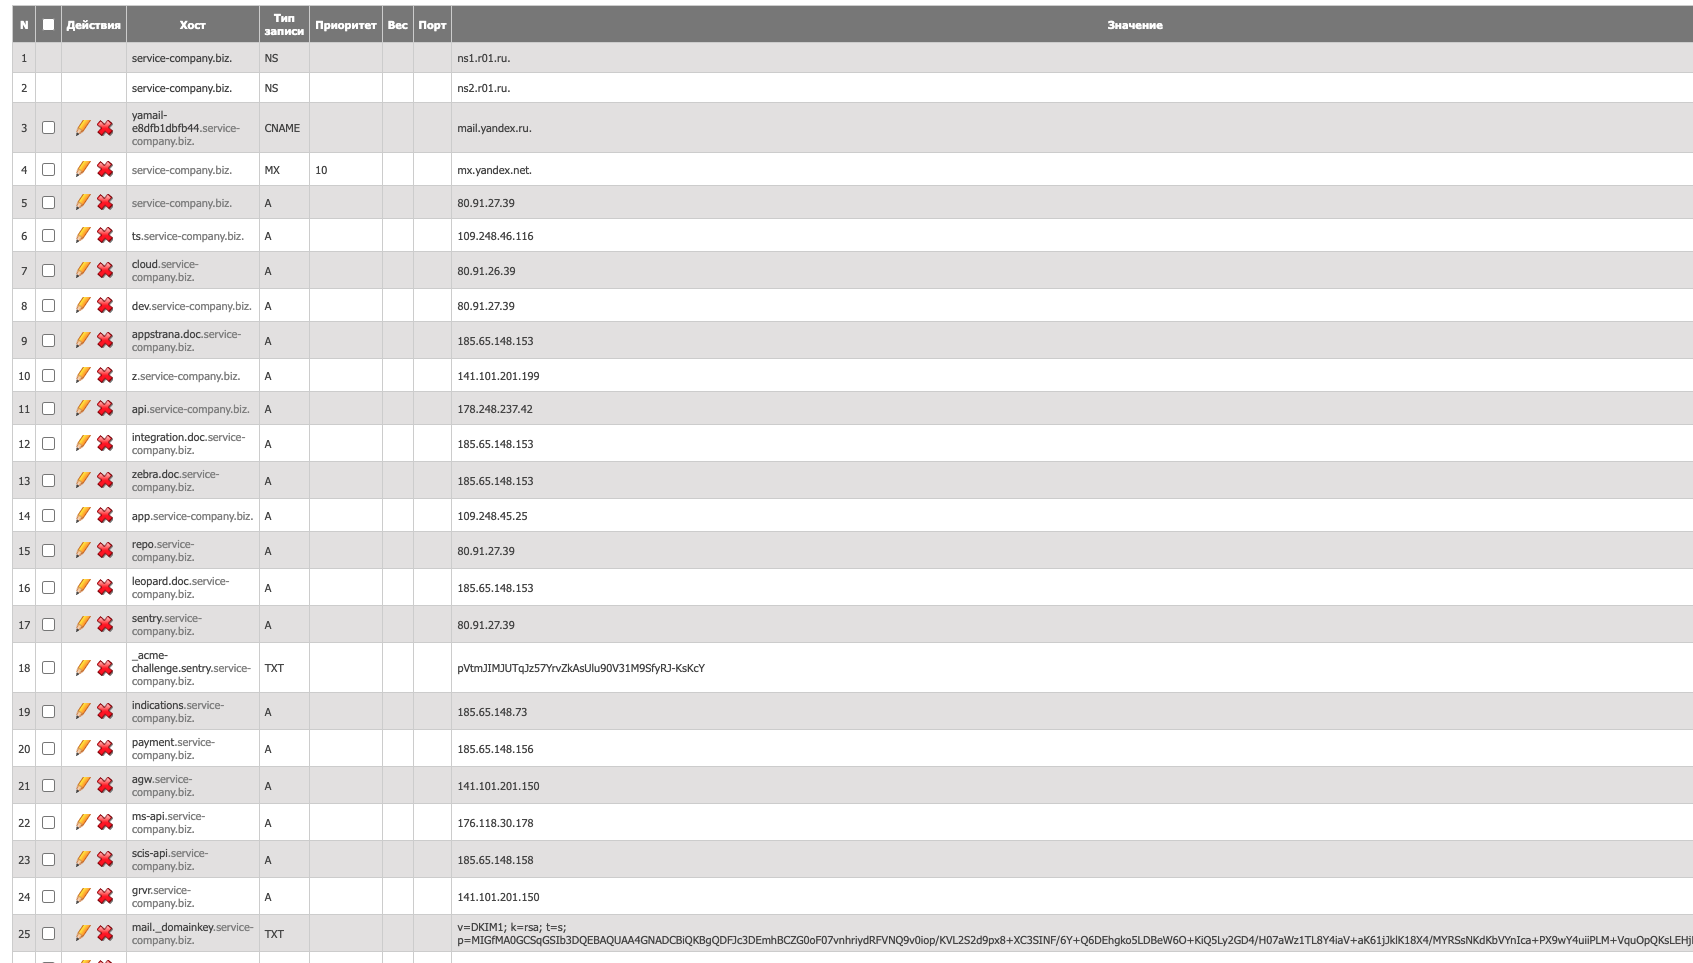 N Действия Хост Тип записи Приоритет Вес Порт Значение
1 service-company.biz. NS ns1.r01.ru.
2 service-company.biz. NS ns2.r01.ru.
3 yamail-
e8dfb1dbfb44.service-
company.biz. CNAME mail.yandex.ru.
4 service-company.biz. MX 10 mx.yandex.net.
5 service-company.biz. A 80.91.27.39
6 ts.service-company.biz. A 109.248.46.116
7 cloud.service-
company.biz. A 80.91.26.39
8 dev.service-company.biz. A 80.91.27.39
9 appstrana.doc.service-
company.biz. A 185.65.148.153
10 z.service-company.biz. A 141.101.201.199
11 api.service-company.biz. A 178.248.237.42
12 integration.doc.service-
company.biz. A 185.65.148.153
13 zebra.doc.service-
company.biz. A 185.65.148.153
14 app.service-company.biz. A 109.248.45.25
15 repo.service-
company.biz. A 80.91.27.39
16 leopard.doc.service-
company.biz. A 185.65.148.153
17 sentry.service-
company.biz. A 80.91.27.39
18 _acme-
challenge.sentry.service-
company.biz. TXT pVtmJIMJUTqJz57YrvZkAsUlu90V31M9SfyRJ-KsKcY
19 indications.service-
company.biz. A 185.65.148.73
20 payment.service-
company.biz. A 185.65.148.156
21 agw.service-
company.biz. A 141.101.201.150
22 ms-api.service-
company.biz. A 176.118.30.178
23 scis-api.service-
company.biz. A 185.65.148.158
24 grvr.service-
company.biz. A 141.101.201.150
25 mail._domainkey.service-
company.biz. TXT v=DKIM1; k=rsa; t=s;
p=MIGfMA0GCSqGSIb3DQEBAQUAA4GNADCBiQKBgQDFJc3DEmhBCZG0oF07vnhriydRFVNQ9v0iop/KVL2S2d9px8+XC3SINF/6Y+Q6DEhgko5LDBeW6O+KiQ5Ly2GD4/H07aWz1TL8Y4iaV+aK61jJklK18X4/MYRSsNKdKbVYnIca+PX9wY4uiiPLM+VquOpQKsLEHj